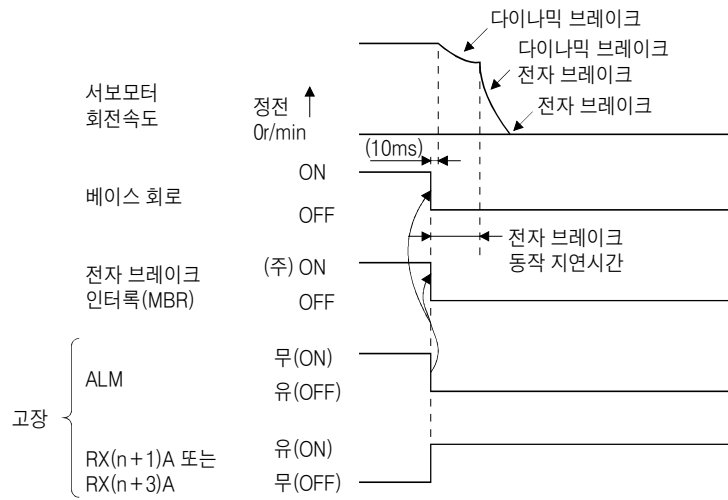 다이나믹 브레이크
다이나믹 브레이크
전자 브레이크
전자 브레이크
서보모터
회전속도
정전
0r/min
(10ms)
베이스 회로
ON
OFF
전자 브레이크
동작 지연시간
전자 브레이크
인터록(MBR)
(주) ON
OFF
고장
ALM
무(ON)
유(OFF)
RX(n+1)A 또는
RX(n+3)A
유(ON)
무(OFF)